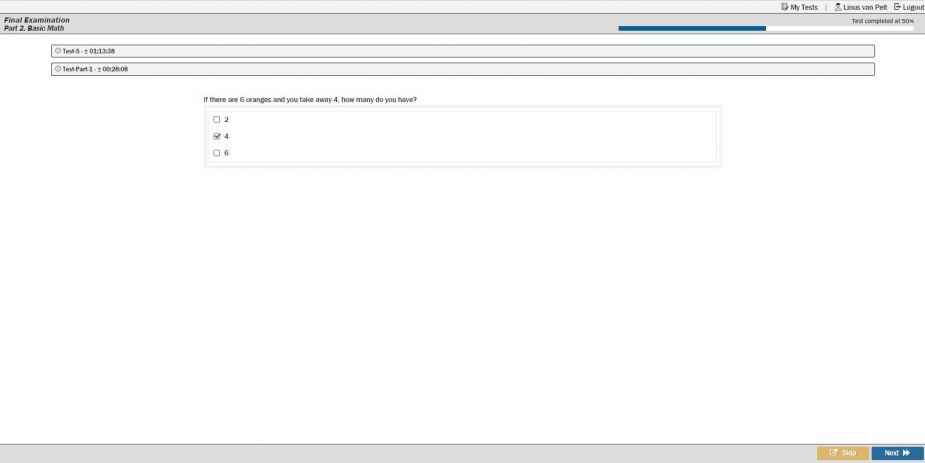 My Tests | Linus van Pelt Logout
Final Examination
Part 2. Basic Math
Test completed at 50%
Test-5 - ± 01:13:38
Test-Part-1 - ± 00:28:08
If there are 6 oranges and you take away 4, how many do you have?
2
4
6
Skip Next